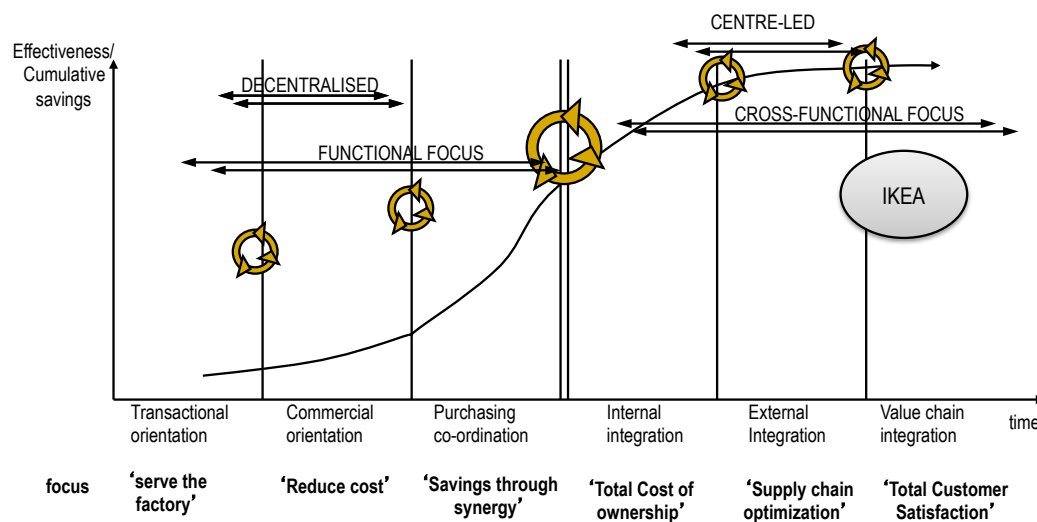 CENTRE-LED
Effectiveness/
Cumulative
savings
DECENTRALISED
CROSS-FUNCTIONAL FOCUS
FUNCTIONAL FOCUS
IKEA
Transactional
orientation
Commercial
orientation
Purchasing
co-ordination
Internal
integration
External
Integration
Value chain
integration
time
focus
‘serve the
factory’
‘Reduce cost’
‘Savings through
synergy’
‘Total Cost of
ownership’
‘Supply chain
optimization’
‘Total Customer
Satisfaction’